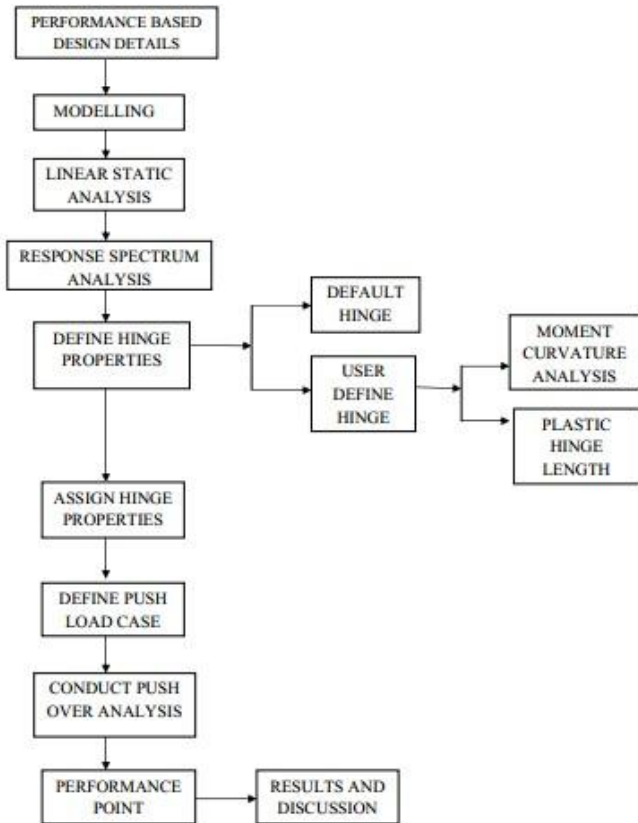 PERFORMANCE BASED
DESIGN DETAILS
MODELLING
LINEAR STATIC
ANALYSIS
RESPONSE SPECTRUM
ANALYSIS
DEFINE HINGE
PROPERTIES
DEFAULT
HINGE
USER
DEFINE
HINGE
MOMENT
CURVATURE
ANALYSIS
PLASTIC
HINGE
LENGTH
ASSIGN HINGE
PROPERTIES
DEFINE PUSH
LOAD CASE
CONDUCT PUSH
OVER ANALYSIS
PERFORMANCE
POINT
RESULTS AND
DISCUSSION